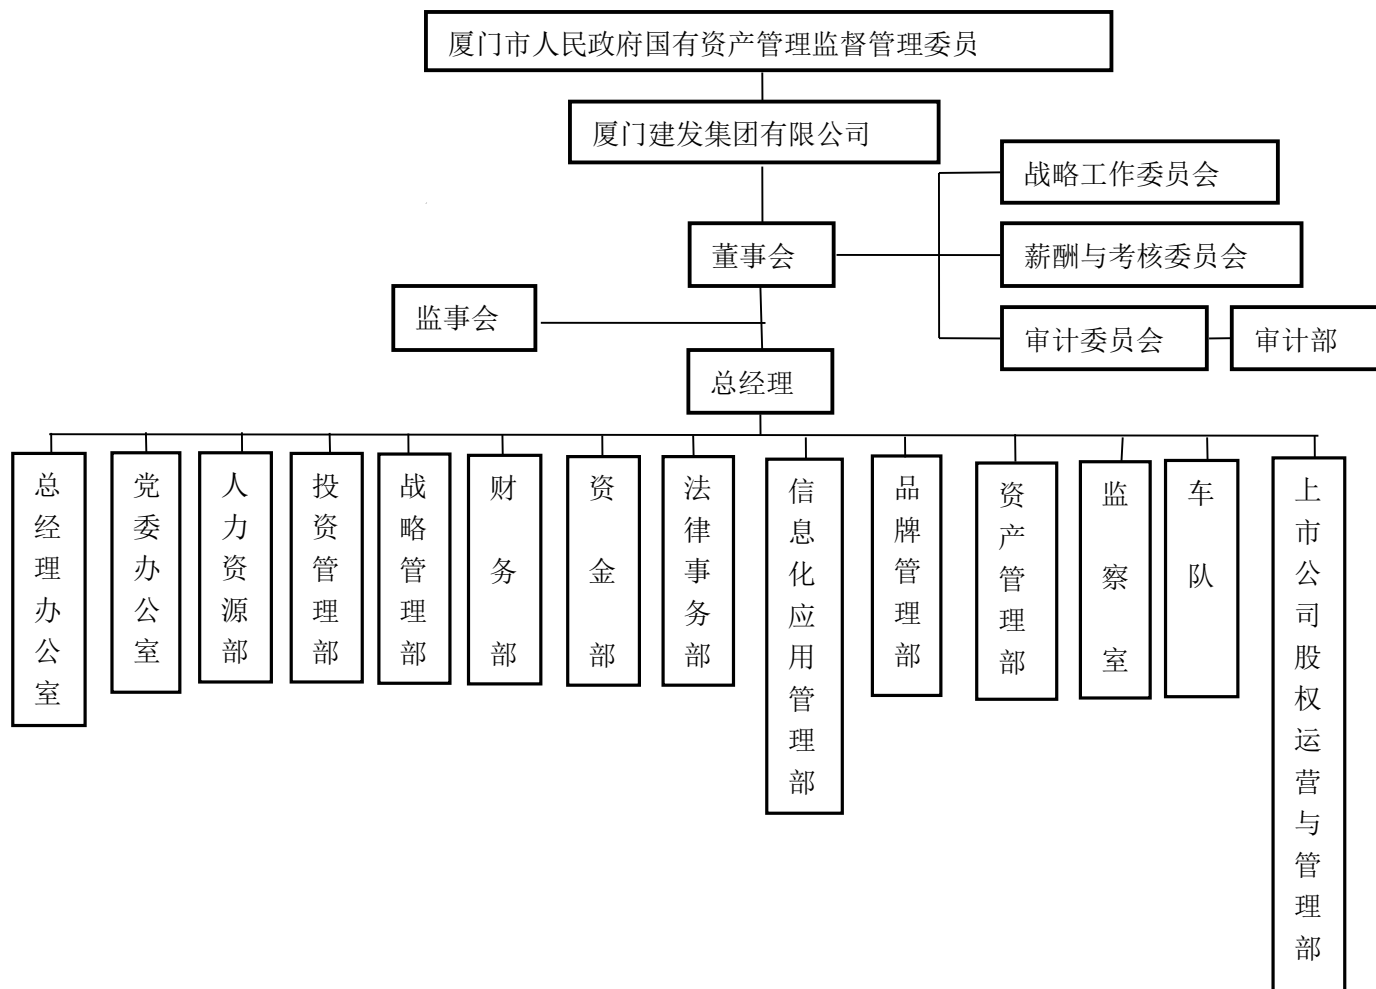 厦门市人民政府国有资产管理监督管理委员
厦门建发集团有限公司
战略工作委员会
董事会
薪酬与考核委员会
监事会
审计委员会
审计部
总经理
总经理办公室
党委办公室
人力资源部
投资管理部
战略管理部
财务部
资金部
法律事务部
信息化应用管理部
品牌管理部
资产管理部
监察室
车队
上市公司股权运营与管理部